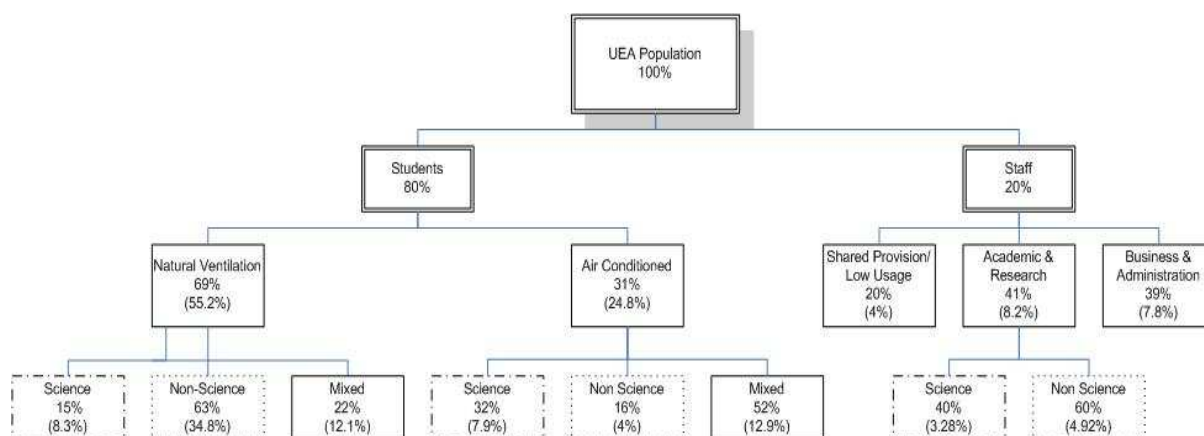 UEA Population
100%
Students
80%
Staff
20%
Natural Ventilation
69%
(55.2%)
Air Conditioned
31%
(24.8%)
Shared Provision/
Low Usage
20%
(4%)
Academic &
Research
41%
(8.2%)
Business &
Administration
39%
(7.8%)
Science
15%
(8.3%)
Non-Science
63%
(34.8%)
Mixed
22%
(12.1%)
Science
32%
(7.9%)
Non Science
16%
(4%)
Mixed
52%
(12.9%)
Science
40%
(3.28%)
Non Science
60%
(4.92%)